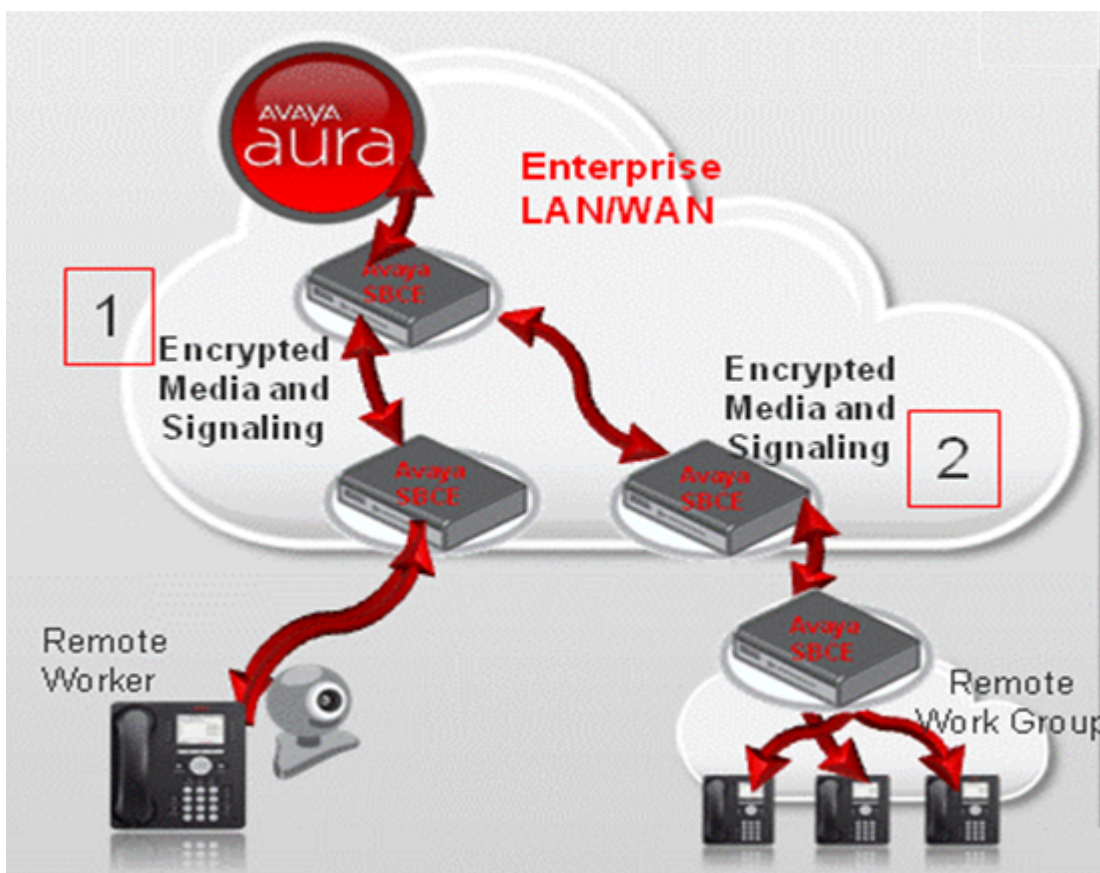 AVAYA
aura
Enterprise
LAN/WAN
Avaya
SBCE
1
Encrypted
Media and
Signaling
Encrypted
Media and
Signaling
2
Avaya
SBCE
Avaya
SBCE
Avaya
SBCE
Remote
Worker
Remote
Work Group